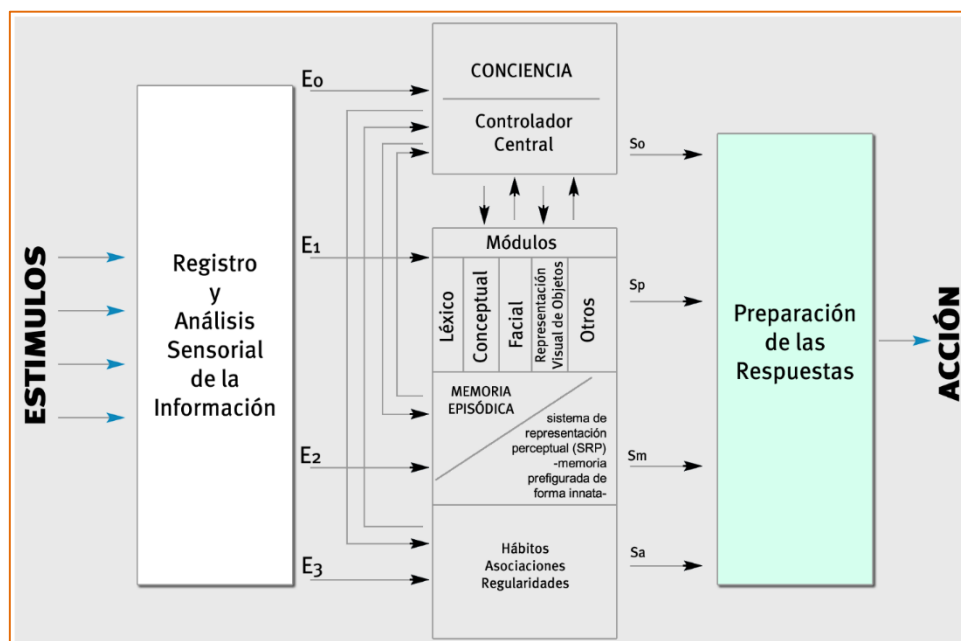 ESTIMULOS
Registro
y
Análisis
Sensorial
de la
Información
E0
E1
E2
E3
CONCIENCIA
Controlador
Central
Módulos
Léxico
Conceptual
Facial
Representación
Visual de Objetos
Otros
MEMORIA
EPISÓDICA
sistema de
representación
perceptual (SRP)
-memoria
prefigurada de
forma innata-
Hábitos
Asociaciones
Regularidades
So
Sp
Sm
Sa
Preparación
de las
Respuestas
ACCIÓN